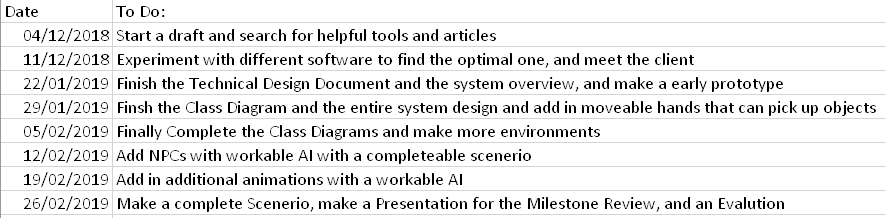 Date To Do:
04/12/2018 Start a draft and search for helpful tools and articles
11/12/2018 Experiment with different software to find the optimal one, and meet the client
22/01/2019 Finish the Technical Design Document and the system overview, and make a early prototype
29/01/2019 Finsh the Class Diagram and the entire system design and add in moveable hands that can pick up objects
05/02/2019 Finally Complete the Class Diagrams and make more environments
12/02/2019 Add NPCs with workable AI with a completeable scenerio
19/02/2019 Add in additional animations with a workable AI
26/02/2019 Make a complete Scenerio, make a Presentation for the Milestone Review, and an Evalution